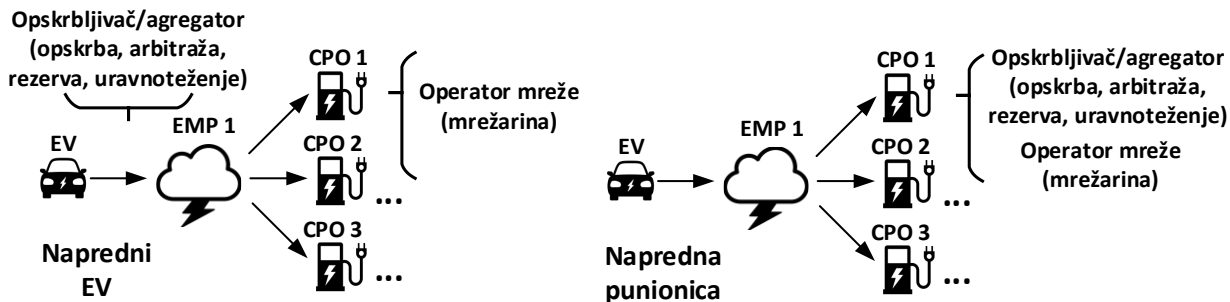 Opskrbljivač/agregator
(opskrba, arbitraža,
rezerva, uravnoteženje)
EV
EMP 1
CPO 1
CPO 2
...
CPO 3
...
Operator mreže
(mrežarina)
Napredni
EV
EV
EMP 1
CPO 1
CPO 2
...
CPO 3
...
Opskrbljivač/agregator
(opskrba, arbitraža,
rezerva, uravnoteženje)
Operator mreže
(mrežarina)
Napredna
punionica